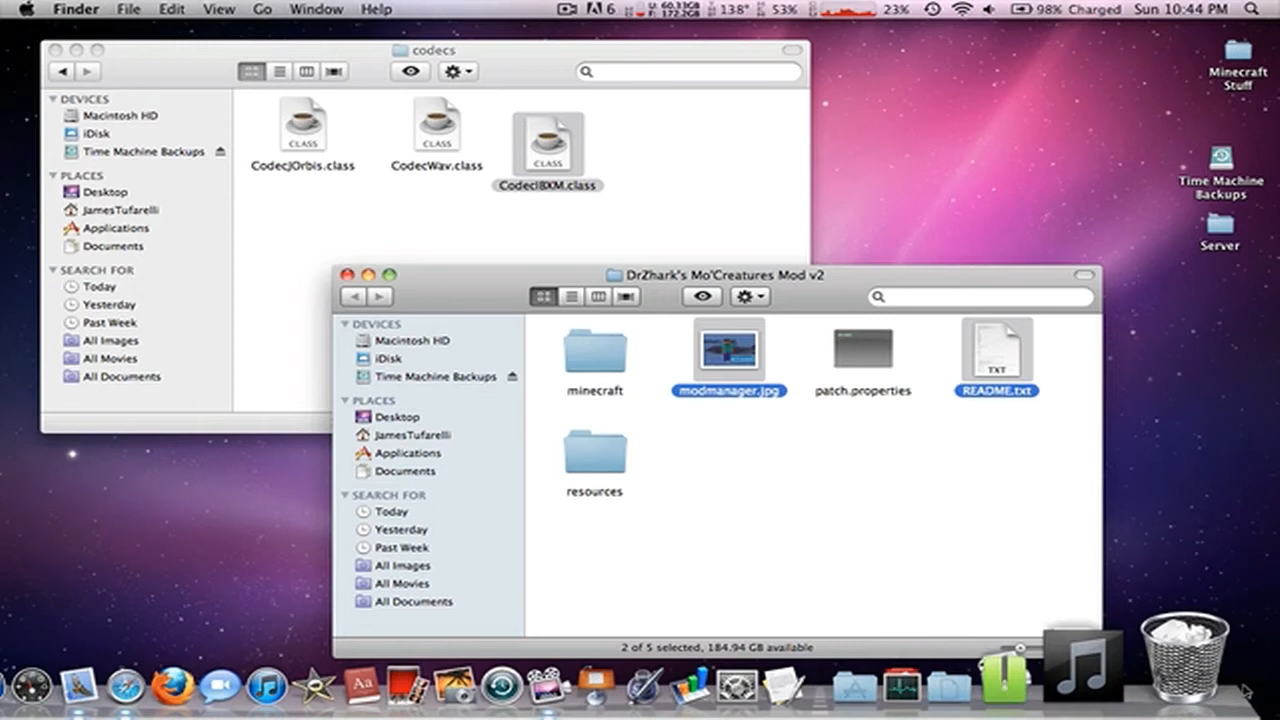 Finder File Edit View Go Window Help 6 U: 60.33GB F: 172.2GB 138° 53% 23% 98% Charged Sun 10:44 PM
codecs
DEVICES
Macintosh HD
iDisk
Time Machine Backups
PLACES
Desktop
JamesTufarelli
Applications
Documents
SEARCH FOR
Today
Yesterday
Past Week
All Images
All Movies
All Documents
CLASS CLASS CLASS
CodecJOrbis.class CodecWav.class CodecIBXM.class
Minecraft
Stuff
Time Machine
Backups
Server
DrZhark's Mo'Creatures Mod v2
DEVICES
Macintosh HD
iDisk
Time Machine Backups
PLACES
Desktop
JamesTufarelli
Applications
Documents
SEARCH FOR
Today
Yesterday
Past Week
All Images
All Movies
All Documents
TXT
minecraft modmanager.jpg patch.properties README.txt
resources
2 of 5 selected, 184.94 GB available
Aa